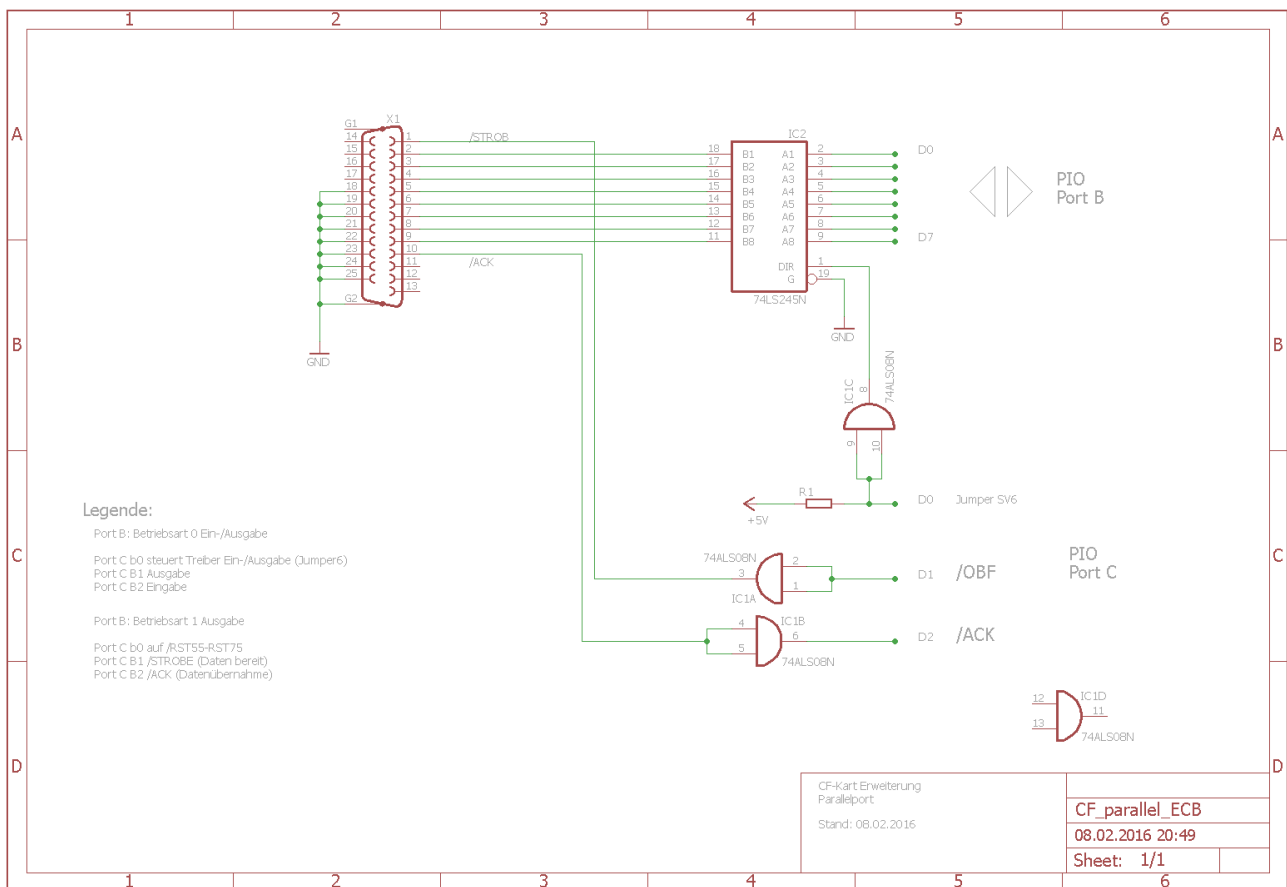 1 2 3 4 5 6
A A
B B
C C
D D
G1 X1
14 1 /STROB
15 2
16 3
17 4
18 5
19 6
20 7
21 8
22 9
23 10
24 11 /ACK
25 12
13
G2
GND
IC2
18 B1 A1 2 D0
17 B2 A2 3
16 B3 A3 4
15 B4 A4 5
14 B5 A5 6
13 B6 A6 7
12 B7 A7 8
11 B8 A8 9 D7
DIR 1
G 19
74LS245N
GND
PIO
Port B
IC1C
8
74ALS08N
9 10
R1
+5V
D0 Jumper SV6
74ALS08N
3 2
1
IC1A
D1 /OBF
PIO
Port C
IC1B
4
5 6
74ALS08N
D2 /ACK
IC1D
12
13 11
74ALS08N
Legende:
Port B: Betriebsart 0 Ein-/Ausgabe
Port C b0 steuert Treiber Ein-/Ausgabe (Jumper6)
Port C B1 Ausgabe
Port C B2 Eingabe
Port B: Betriebsart 1 Ausgabe
Port C b0 auf /RST55-RST75
Port C B1 /STROBE (Daten bereit)
Port C B2 /ACK (Datenübernahme)
CF-Kart Erweiterung
Parallelport
Stand: 08.02.2016
CF_parallel_ECB
08.02.2016 20:49
Sheet: 1/1
1 2 3 4 5 6